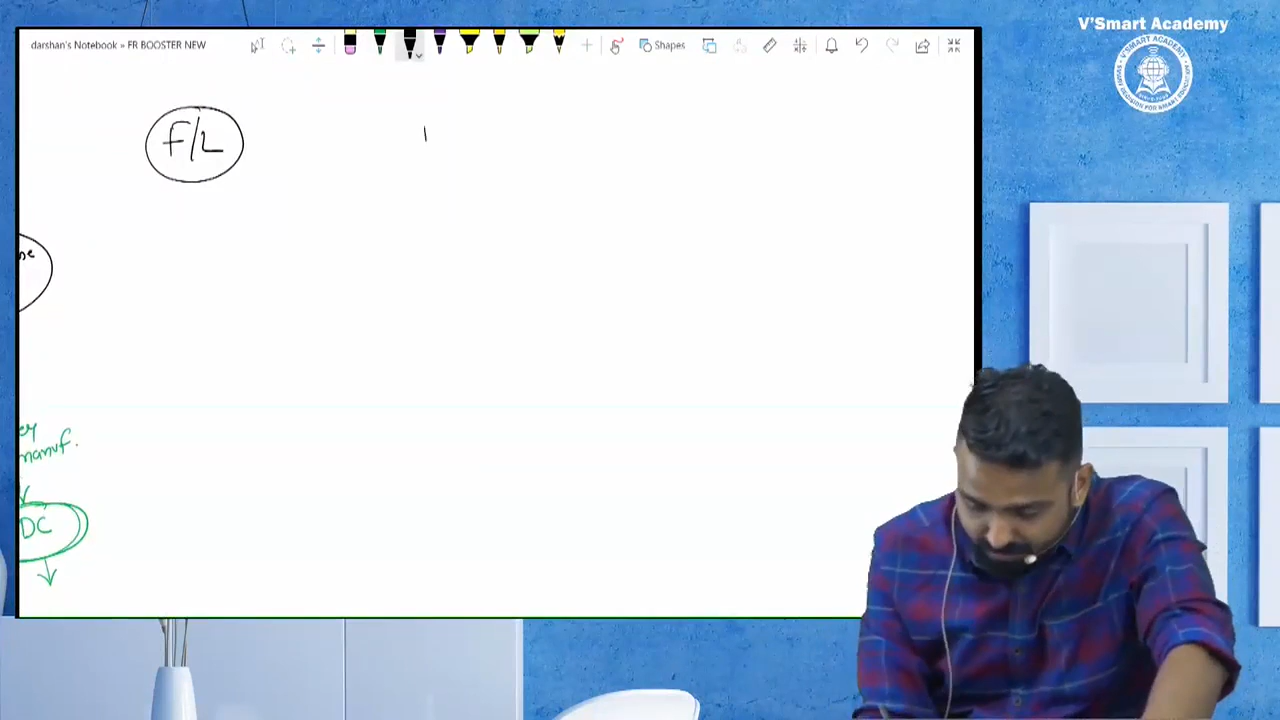 V'Smart Academy
darshan's Notebook » FR BOOSTER NEW
Shapes
F/L
manuf.
DC